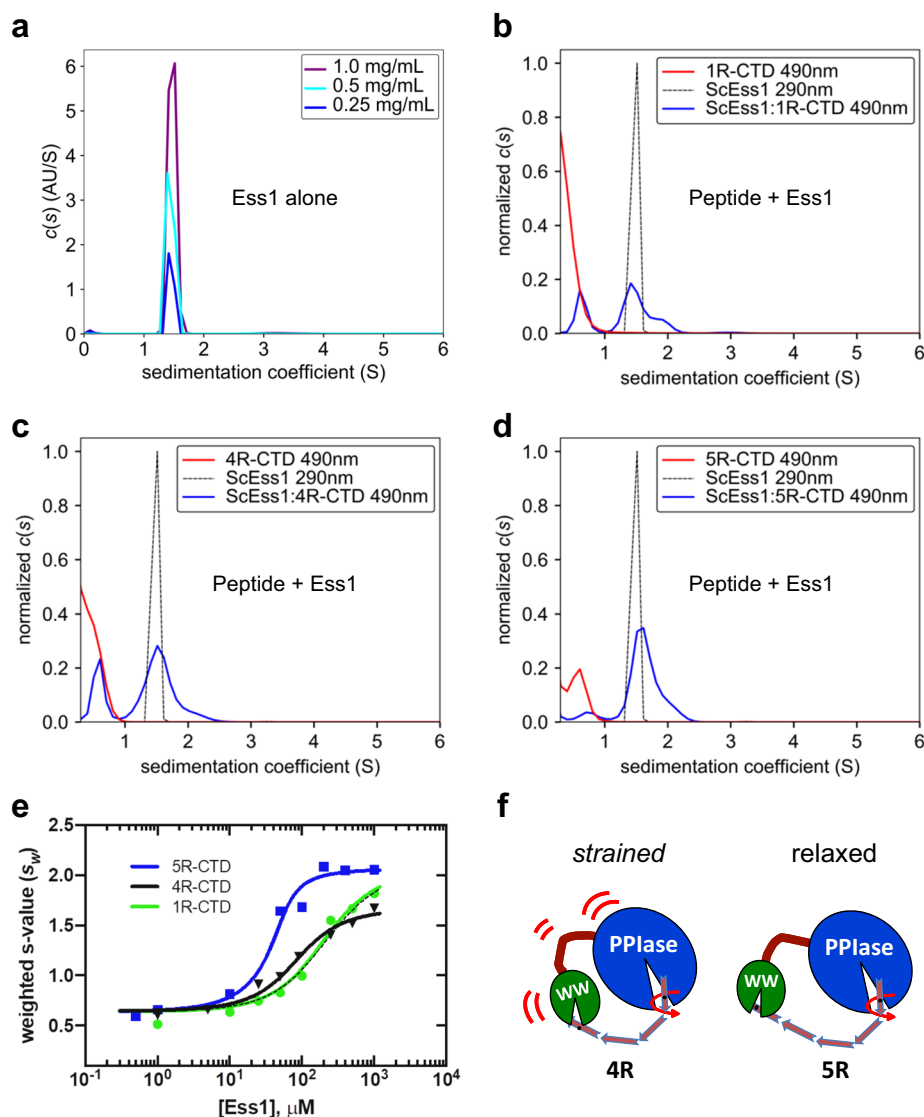 a
c(s) (AU/S)
6
5
4
3
2
1
0
0 1 2 3 4 5 6
sedimentation coefficient (S)
1.0 mg/mL
0.5 mg/mL
0.25 mg/mL
Ess1 alone
b
normalized c(s)
1.0
0.8
0.6
0.4
0.2
0.0
1 2 3 4 5 6
sedimentation coefficient (S)
1R-CTD 490nm
ScEss1 290nm
ScEss1:1R-CTD 490nm
Peptide + Ess1
c
normalized c(s)
1.0
0.8
0.6
0.4
0.2
0.0
1 2 3 4 5 6
sedimentation coefficient (S)
4R-CTD 490nm
ScEss1 290nm
ScEss1:4R-CTD 490nm
Peptide + Ess1
d
normalized c(s)
1.0
0.8
0.6
0.4
0.2
0.0
1 2 3 4 5 6
sedimentation coefficient (S)
5R-CTD 490nm
ScEss1 290nm
ScEss1:5R-CTD 490nm
Peptide + Ess1
e
weighted s-value (sw)
2.5
2.0
1.5
1.0
0.5
10-1 100 101 102 103 104
[Ess1], μM
5R-CTD
4R-CTD
1R-CTD
f
strained
relaxed
PPIase
WW
4R
PPIase
WW
5R